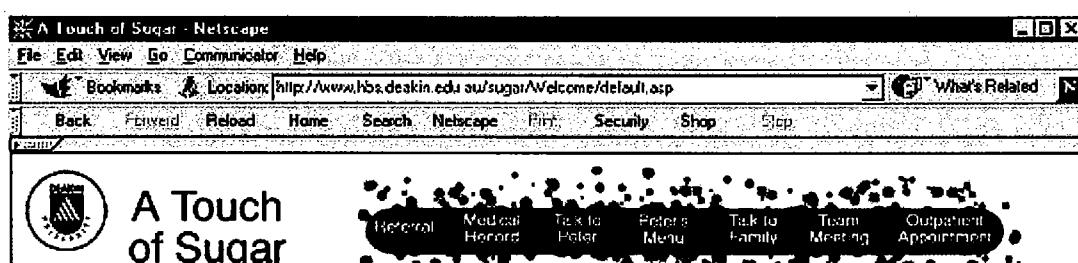 A Touch of Sugar - Netscape
File Edit View Go Communicator Help
Bookmarks Location: http://www.hbs.deakin.edu.au/sugar/Welcome/default.asp What's Related N
Back Forward Reload Home Search Netscape Print Security Shop Stop
DEAKIN
A Touch
of Sugar
Referral Medical Record Talk to Peter Peter's Menu Talk to Family Team Meeting Outpatient Appointment